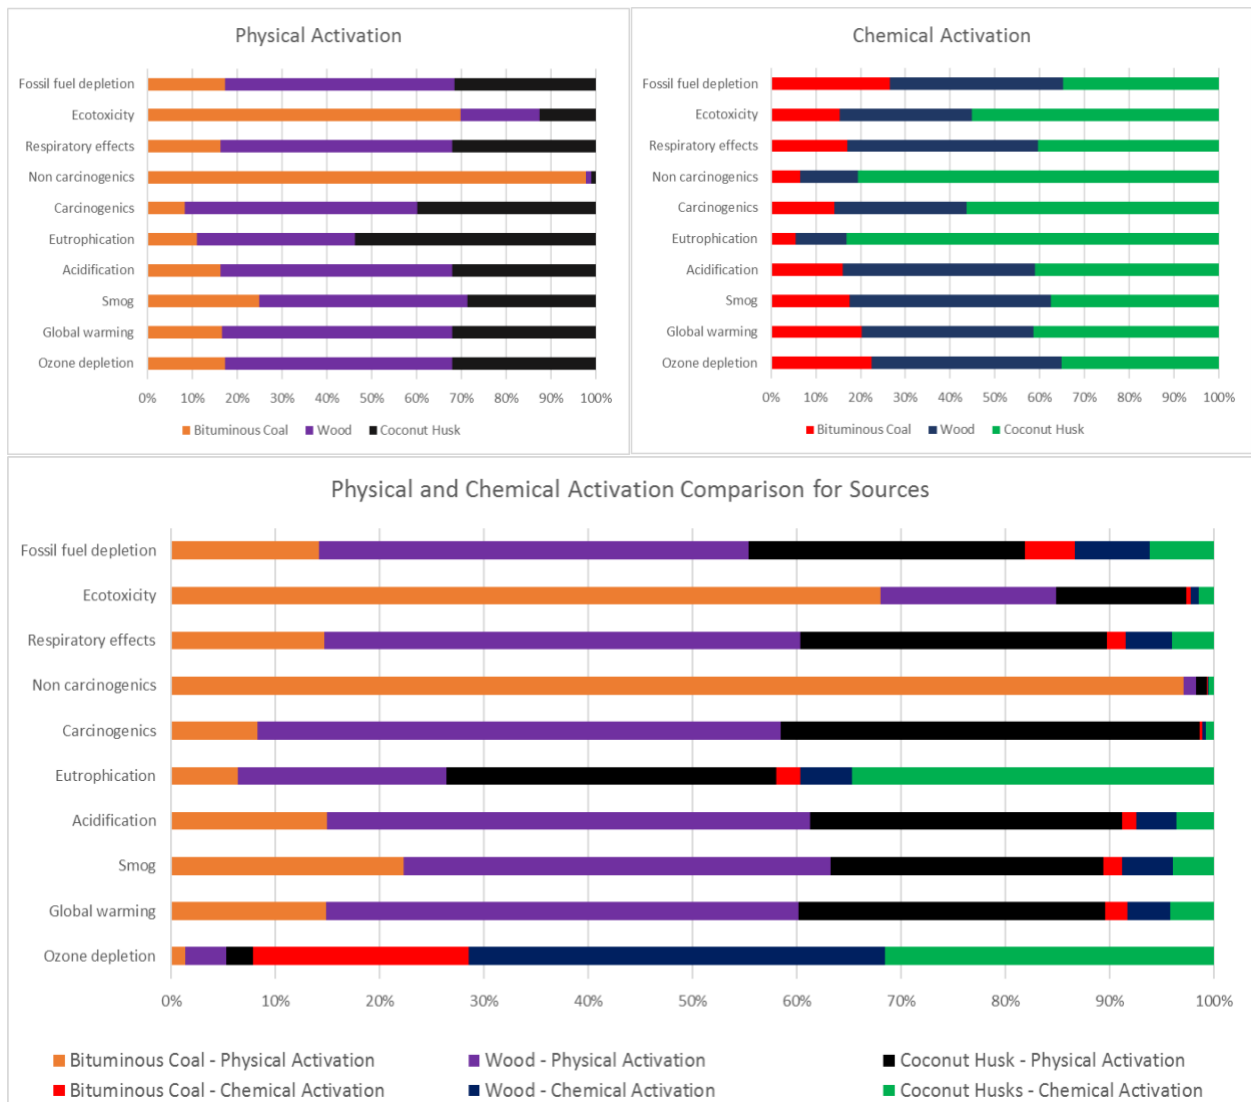 Physical Activation
Fossil fuel depletion
Ecotoxicity
Respiratory effects
Non carcinogenics
Carcinogenics
Eutrophication
Acidification
Smog
Global warming
Ozone depletion
0% 10% 20% 30% 40% 50% 60% 70% 80% 90% 100%
Bituminous Coal Wood Coconut Husk
Chemical Activation
Fossil fuel depletion
Ecotoxicity
Respiratory effects
Non carcinogenics
Carcinogenics
Eutrophication
Acidification
Smog
Global warming
Ozone depletion
0% 10% 20% 30% 40% 50% 60% 70% 80% 90% 100%
Bituminous Coal Wood Coconut Husk
Physical and Chemical Activation Comparison for Sources
Fossil fuel depletion
Ecotoxicity
Respiratory effects
Non carcinogenics
Carcinogenics
Eutrophication
Acidification
Smog
Global warming
Ozone depletion
0% 10% 20% 30% 40% 50% 60% 70% 80% 90% 100%
Bituminous Coal - Physical Activation Wood - Physical Activation Coconut Husk - Physical Activation
Bituminous Coal - Chemical Activation Wood - Chemical Activation Coconut Husks - Chemical Activation